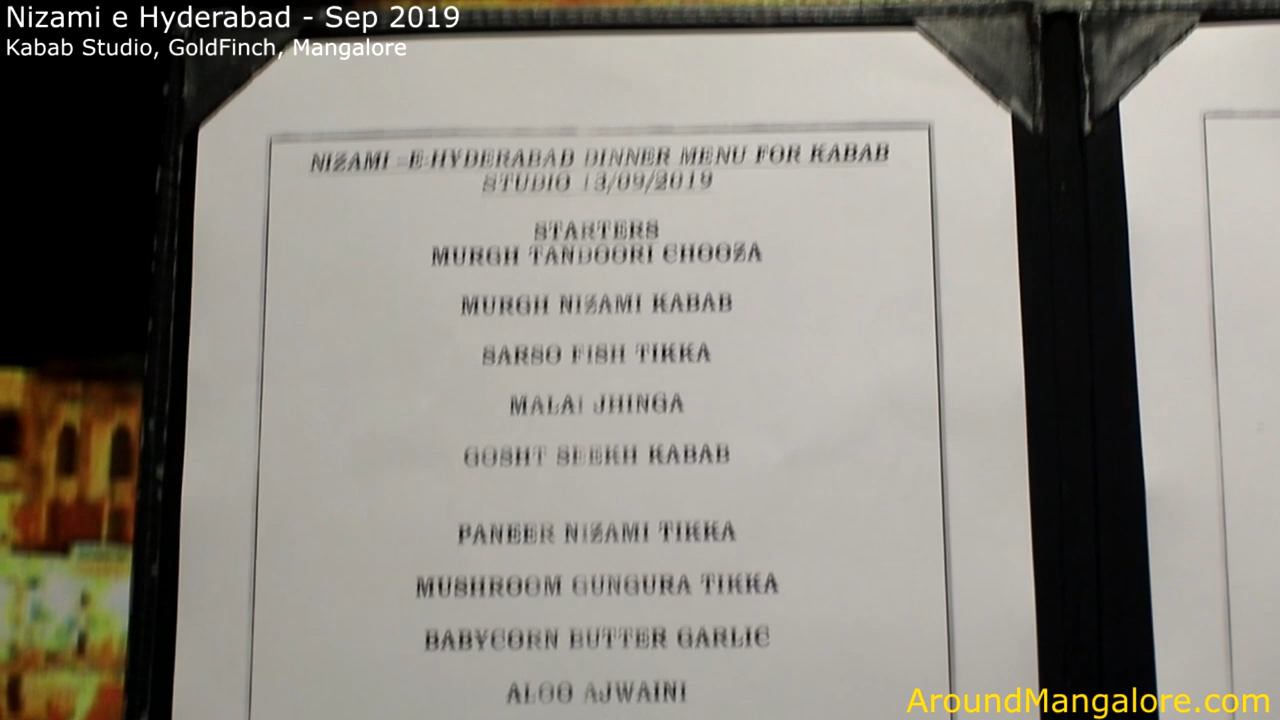 Nizami e Hyderabad - Sep 2019
Kabab Studio, GoldFinch, Mangalore
NIZAMI -E-HYDERABAD DINNER MENU FOR KABAB
STUDIO 13/09/2019
STARTERS
MURGH TANDOORI CHOOZA
MURGH NIZAMI KABAB
SARSO FISH TIKKA
MALAI JHINGA
GOSHT SEEKH KABAB
PANEER NIZAMI TIKKA
MUSHROOM GUNGURA TIKKA
BABYCORN BUTTER GARLIC
ALOO AJWAINI
AroundMangalore.com